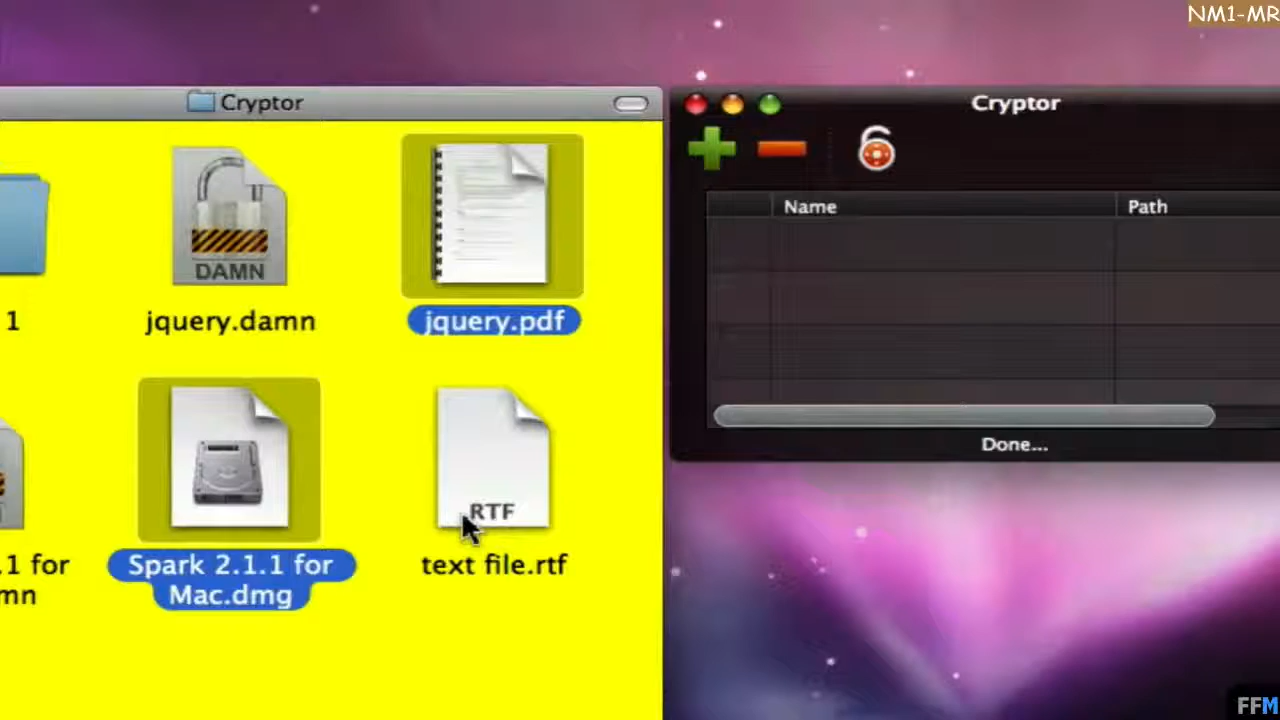 NM1-MR
Cryptor
Cryptor
Name
Path
DAMN
1
jquery.damn
jquery.pdf
Done...
RTF
.1 for
mn
Spark 2.1.1 for
Mac.dmg
text file.rtf
FFM